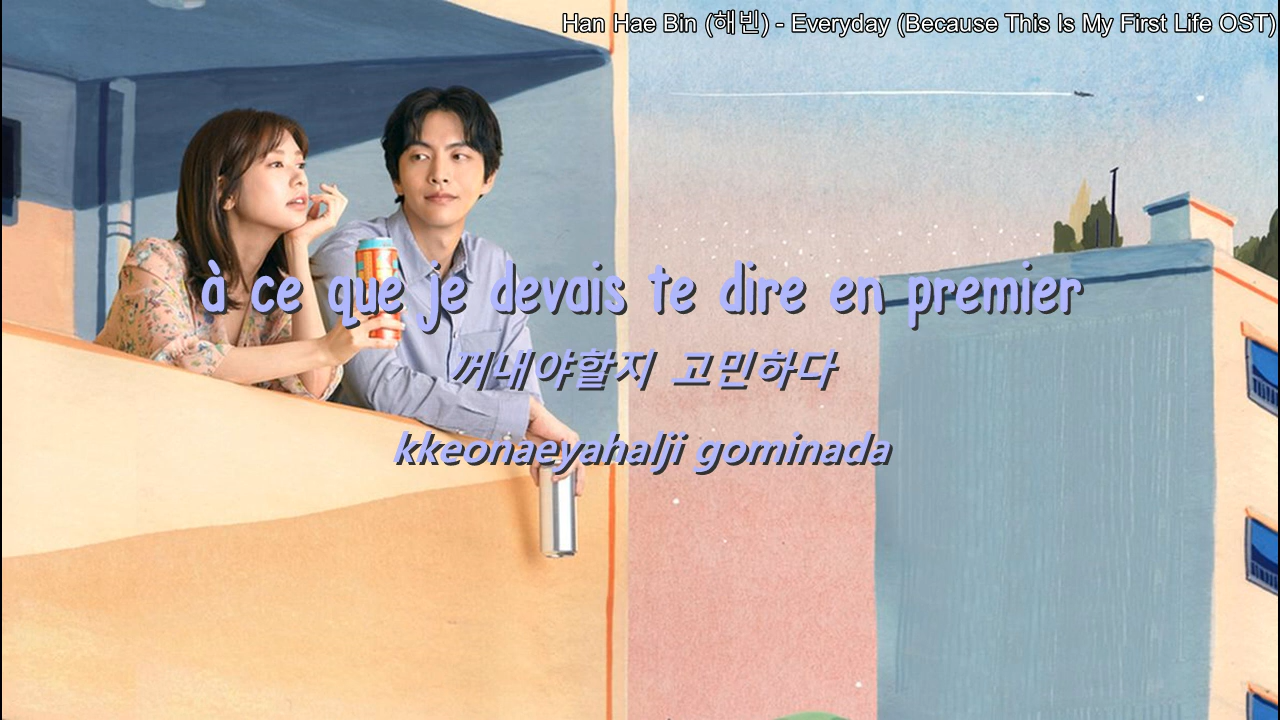 Han Hae Bin (해빈) - Everyday (Because This Is My First Life OST)
à ce que je devais te dire en premier
꺼내야할지 고민하다
kkeonaeyahalji gominada